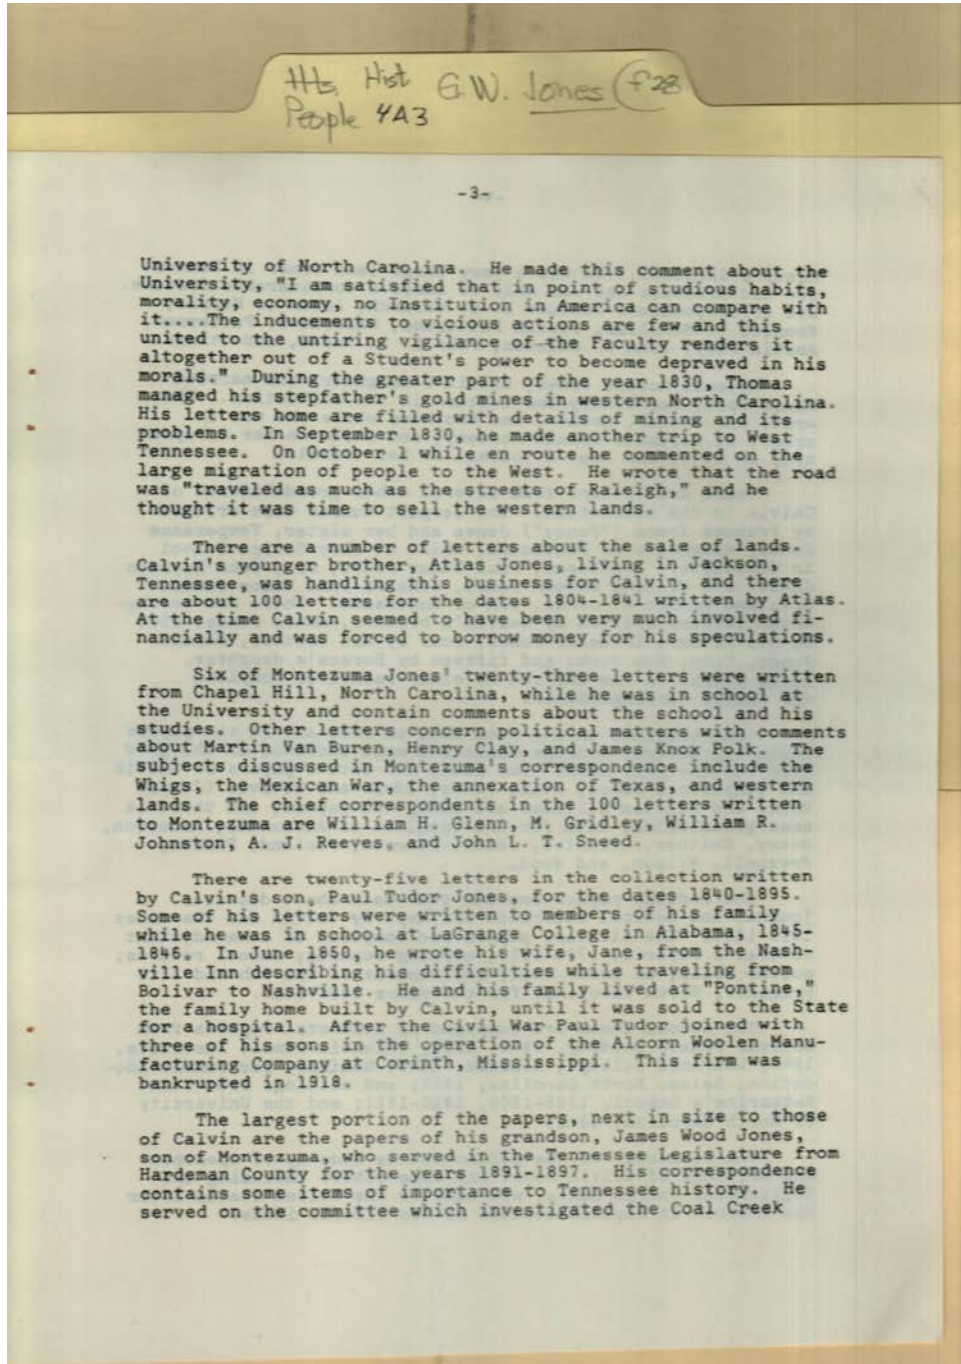 Hts. Hist G.W. Jones (f28
People 4A3
-3-
University of North Carolina. He made this comment about the
University, "I am satisfied that in point of studious habits,
morality, economy, no Institution in America can compare with
it....The inducements to vicious actions are few and this
united to the untiring vigilance of the Faculty renders it
altogether out of a Student's power to become depraved in his
morals." During the greater part of the year 1830, Thomas
managed his stepfather's gold mines in western North Carolina.
His letters home are filled with details of mining and its
problems. In September 1830, he made another trip to West
Tennessee. On October 1 while en route he commented on the
large migration of people to the West. He wrote that the road
was "traveled as much as the streets of Raleigh," and he
thought it was time to sell the western lands.
There are a number of letters about the sale of lands.
Calvin's younger brother, Atlas Jones, living in Jackson,
Tennessee, was handling this business for Calvin, and there
are about 100 letters for the dates 1804-1841 written by Atlas.
At the time Calvin seemed to have been very much involved fi-
nancially and was forced to borrow money for his speculations.
Six of Montezuma Jones' twenty-three letters were written
from Chapel Hill, North Carolina, while he was in school at
the University and contain comments about the school and his
studies. Other letters concern political matters with comments
about Martin Van Buren, Henry Clay, and James Knox Polk. The
subjects discussed in Montezuma's correspondence include the
Whigs, the Mexican War, the annexation of Texas, and western
lands. The chief correspondents in the 100 letters written
to Montezuma are William H. Glenn, M. Gridley, William R.
Johnston, A. J. Reeves, and John L. T. Sneed.
There are twenty-five letters in the collection written
by Calvin's son, Paul Tudor Jones, for the dates 1840-1895.
Some of his letters were written to members of his family
while he was in school at LaGrange College in Alabama, 1845-
1846. In June 1850, he wrote his wife, Jane, from the Nash-
ville Inn describing his difficulties while traveling from
Bolivar to Nashville. He and his family lived at "Pontine,"
the family home built by Calvin, until it was sold to the State
for a hospital. After the Civil War Paul Tudor joined with
three of his sons in the operation of the Alcorn Woolen Manu-
facturing Company at Corinth, Mississippi. This firm was
bankrupted in 1918.
The largest portion of the papers, next in size to those
of Calvin are the papers of his grandson, James Wood Jones,
son of Montezuma, who served in the Tennessee Legislature from
Hardeman County for the years 1891-1897. His correspondence
contains some items of importance to Tennessee history. He
served on the committee which investigated the Coal Creek